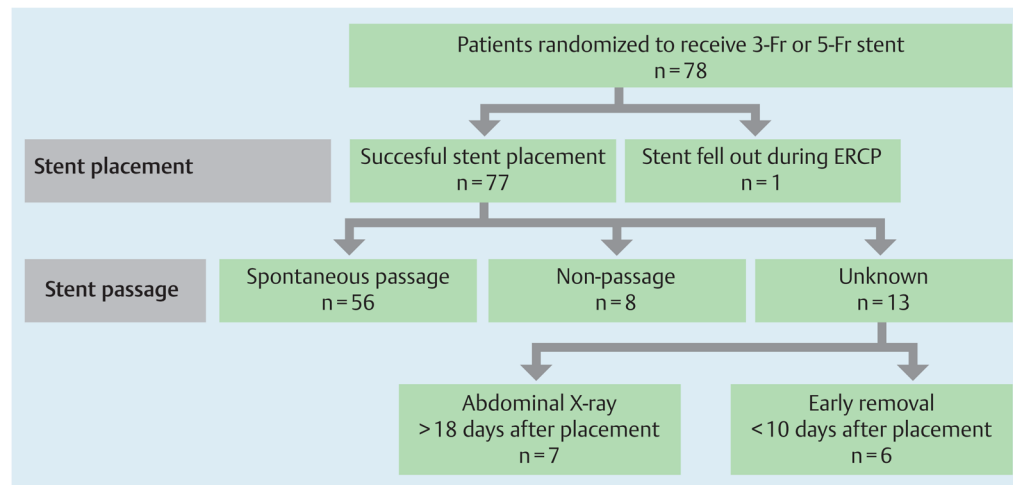 Patients randomized to receive 3-Fr or 5-Fr stent
n = 78
Stent placement
Succesful stent placement
n = 77
Stent fell out during ERCP
n = 1
Stent passage
Spontaneous passage
n = 56
Non-passage
n = 8
Unknown
n = 13
Abdominal X-ray
> 18 days after placement
n = 7
Early removal
< 10 days after placement
n = 6